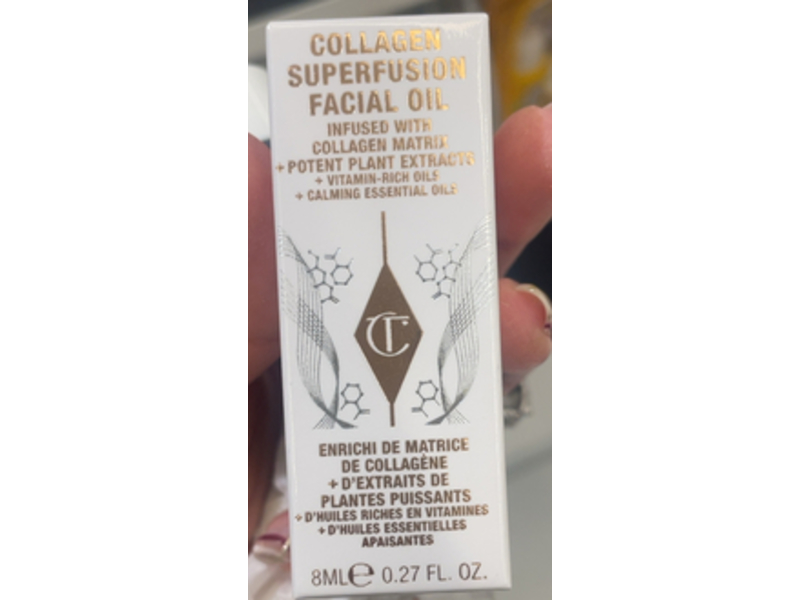 COLLAGEN
SUPERFUSION
FACIAL OIL
INFUSED WITH
COLLAGEN MATRIX
+ POTENT PLANT EXTRACTS
+ VITAMIN-RICH OILS
+ CALMING ESSENTIAL OILS
CT
ENRICHI DE MATRICE
DE COLLAGÈNE
+ D'EXTRAITS DE
PLANTES PUISSANTS
+ D'HUILES RICHES EN VITAMINES
+ D'HUILES ESSENTIELLES
APAISANTES
8ML℮ 0.27 FL. OZ.